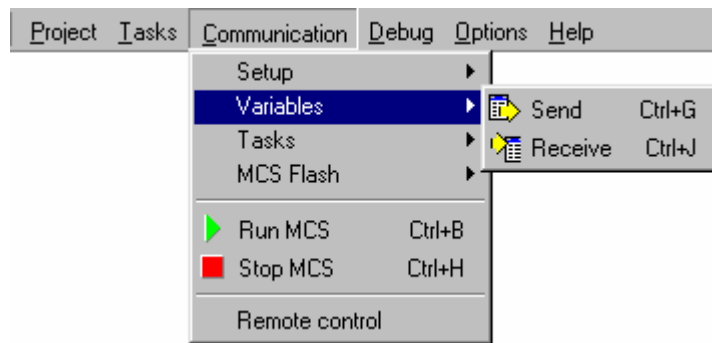 Project Tasks Communication Debug Options Help
Setup
Variables
Send Ctrl+G
Tasks
Receive Ctrl+J
MCS Flash
Run MCS Ctrl+B
Stop MCS Ctrl+H
Remote control